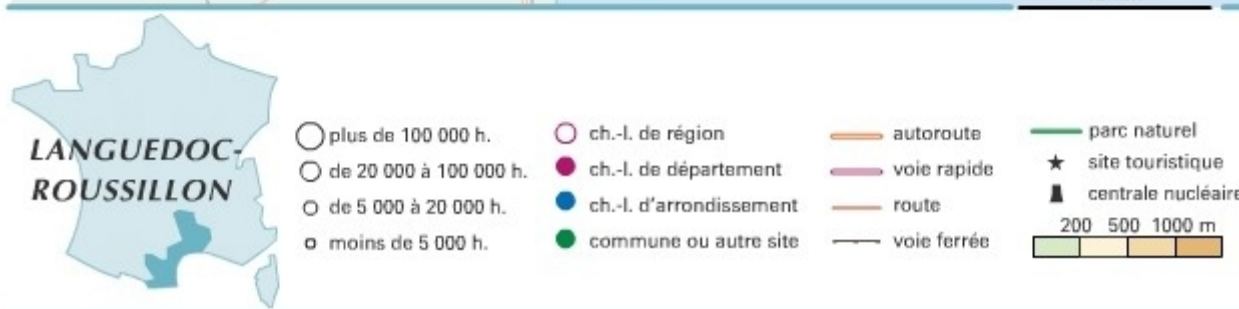 LANGUEDOC-
ROUSSILLON
plus de 100 000 h.
de 20 000 à 100 000 h.
de 5 000 à 20 000 h.
moins de 5 000 h.
ch.-l. de région
ch.-l. de département
ch.-l. d'arrondissement
commune ou autre site
autoroute
voie rapide
route
voie ferrée
parc naturel
site touristique
centrale nucléaire
200 500 1000 m